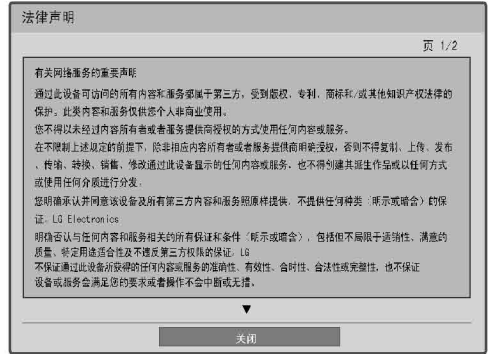 法律声明
页 1/2
有关网络服务的重要声明
通过此设备可访问的所有内容和服务都属于第三方，受到版权、专利、商标和/或其他知识产权法律的
保护。此类内容和服务仅供您个人非商业使用。
您不得以未经过内容所有者或者服务提供商授权的方式使用任何内容或服务。
在不限制上述规定的前提下，除非相应内容所有者或者服务提供商明确授权，否则不得复制、上传、发布
、传输、转换、销售、修改通过此设备显示的任何内容或服务，也不得创建其派生作品或以任何方式
或使用任何介质进行分发。
您明确承认并同意该设备及所有第三方内容和服务照原样提供，不提供任何种类（明示或暗含）的保
证。LG Electronics
明确否认与任何内容和服务相关的所有保证和条件（明示或暗含），包括但不局限于适销性、满意的
质量、特定用途适合性及不违反第三方权限的保证。LG
不保证通过此设备所获得的任何内容或服务的准确性、有效性、合时性、合法性或完整性，也不保证
设备或服务会满足您的要求或者操作不会中断或无错。
关闭